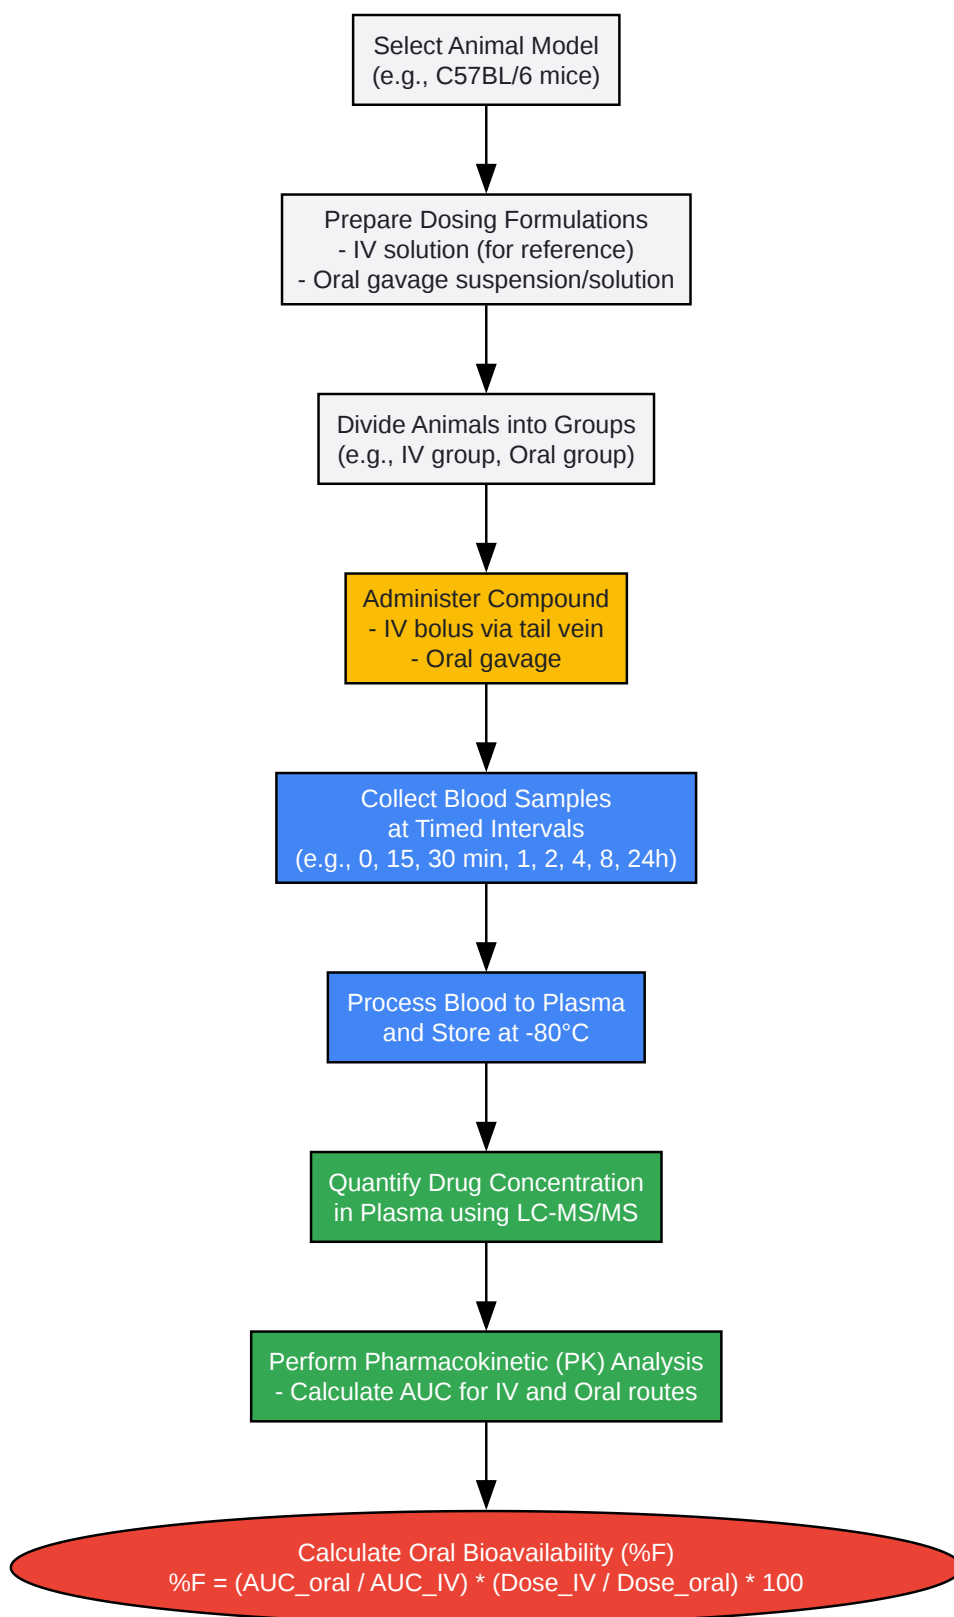 Select Animal Model
(e.g., C57BL/6 mice)
Prepare Dosing Formulations
- IV solution (for reference)
- Oral gavage suspension/solution
Divide Animals into Groups
(e.g., IV group, Oral group)
Administer Compound
- IV bolus via tail vein
- Oral gavage
Collect Blood Samples
at Timed Intervals
(e.g., 0, 15, 30 min, 1, 2, 4, 8, 24h)
Process Blood to Plasma
and Store at -80°C
Quantify Drug Concentration
in Plasma using LC-MS/MS
Perform Pharmacokinetic (PK) Analysis
- Calculate AUC for IV and Oral routes
Calculate Oral Bioavailability (%F)
%F = (AUC_oral / AUC_IV) * (Dose_IV / Dose_oral) * 100